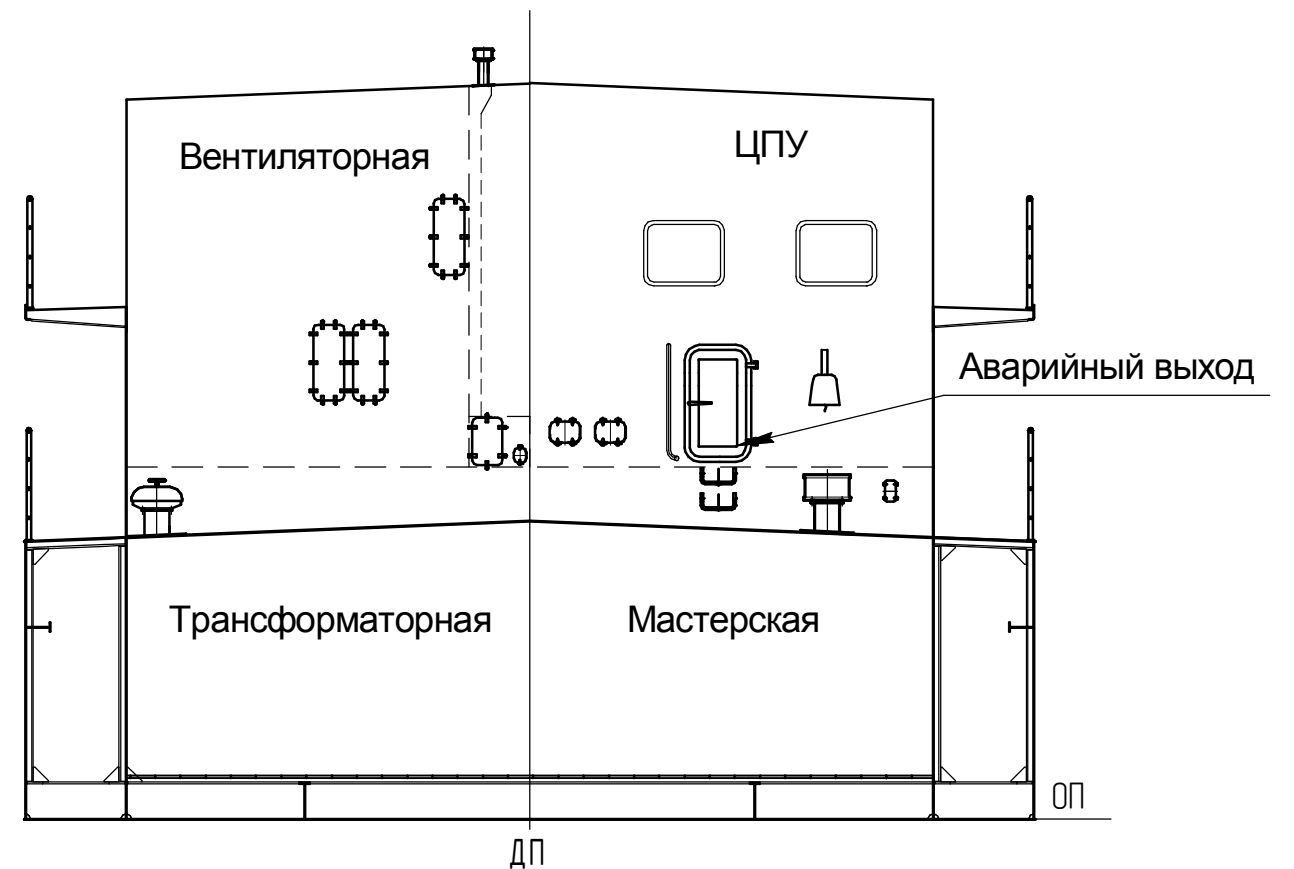 Вентиляторная
ЦПУ
Аварийный выход
Трансформаторная
Мастерская
ОП
ДП